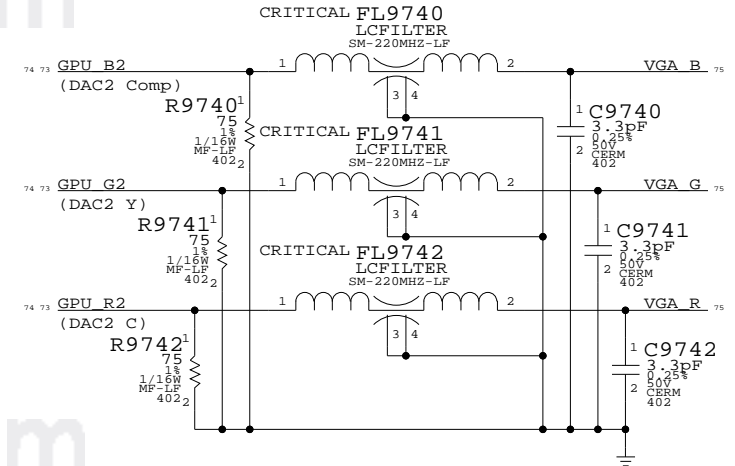 CRITICAL FL9740
LCFILTER
SM-220MHZ-LF
74 73 GPU_B2 1 2 VGA_B 75
(DAC2 Comp)
3 4
R9740 1
75
1%
1/16W
MF-LF
402 2
1 C9740
3.3pF
0.25%
50V
CERM
402
2
CRITICAL FL9741
LCFILTER
SM-220MHZ-LF
74 73 GPU_G2 1 2 VGA_G 75
(DAC2 Y)
3 4
R9741 1
75
1%
1/16W
MF-LF
402 2
1 C9741
3.3pF
0.25%
50V
CERM
402
2
CRITICAL FL9742
LCFILTER
SM-220MHZ-LF
74 73 GPU_R2 1 2 VGA_R 75
(DAC2 C)
3 4
R9742 1
75
1%
1/16W
MF-LF
402 2
1 C9742
3.3pF
0.25%
50V
CERM
402
2
m